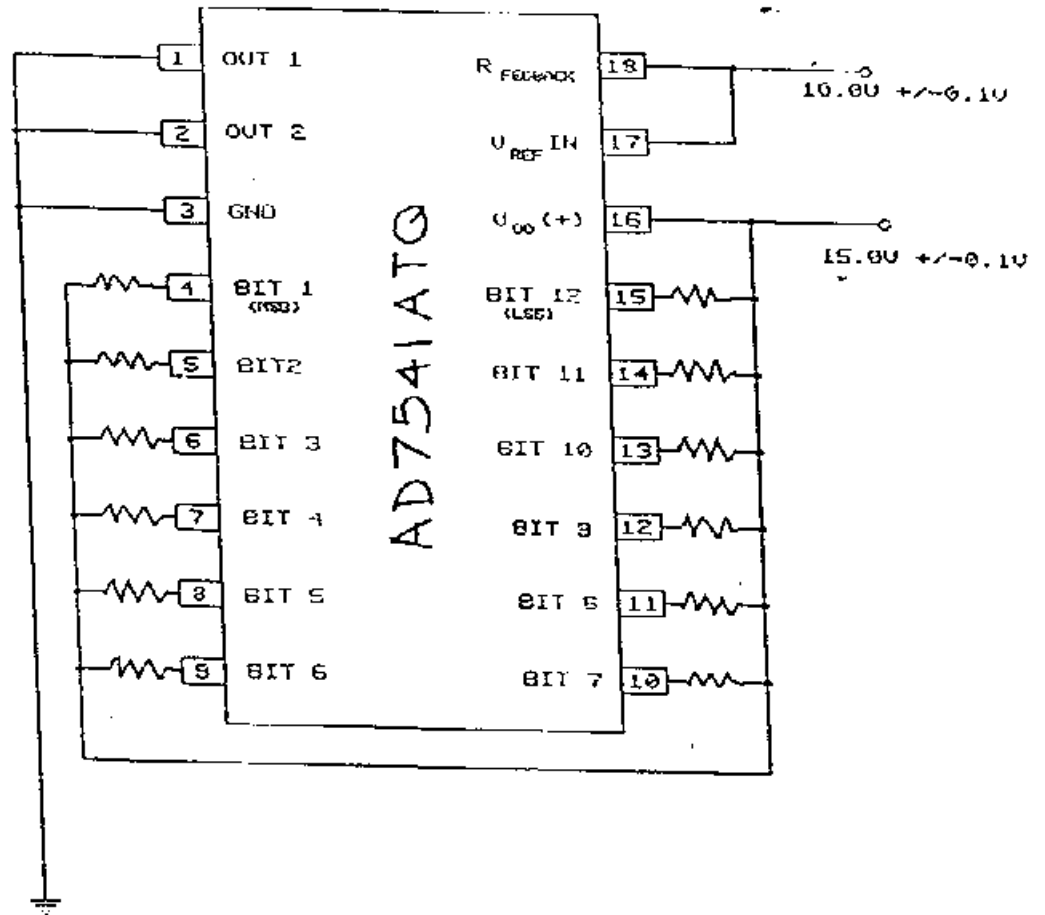 1 OUT 1
2 OUT 2
3 GND
4 BIT 1
(MSB)
5 BIT2
6 BIT 3
7 BIT 4
8 BIT 5
9 BIT 6
AD7541ATQ
R FEEDBACK 18
10.0V +/-0.1V
V REF IN 17
V DD (+) 16
15.0V +/-0.1V
BIT 12 15
(LSB)
BIT 11 14
BIT 10 13
BIT 9 12
BIT 8 11
BIT 7 10